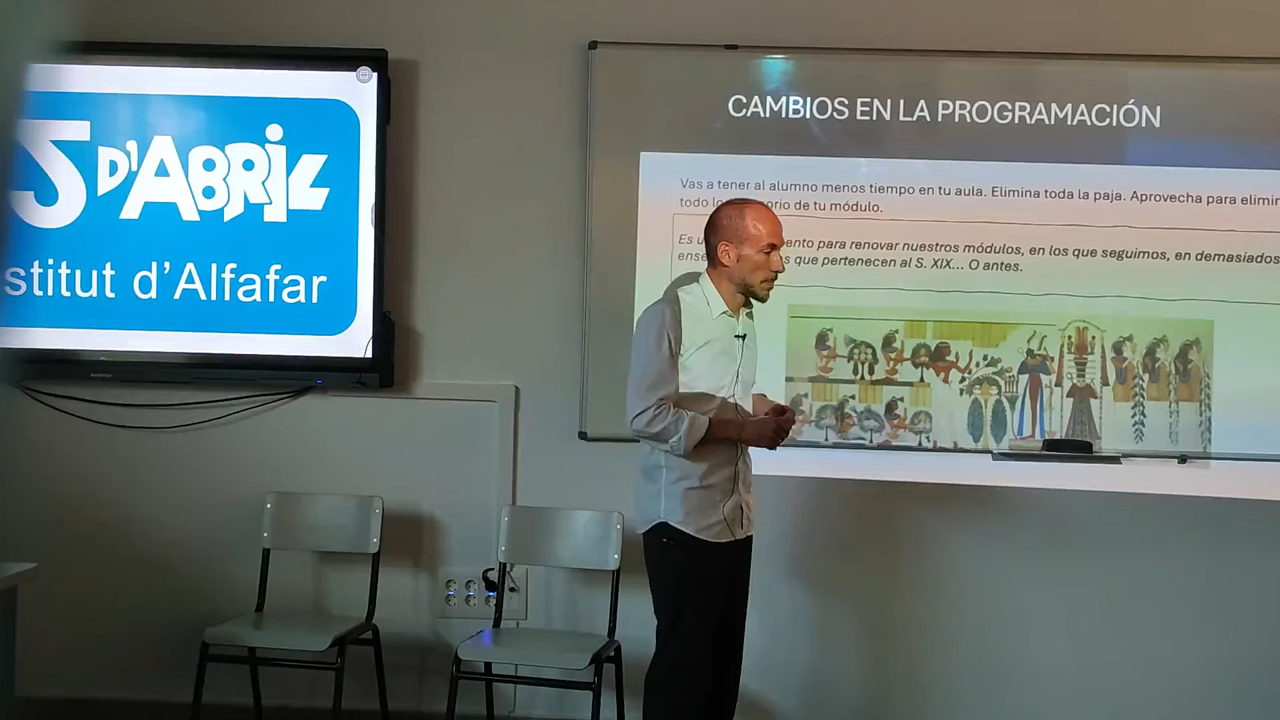 5 D'ABRIL
stitut d'Alfafar
CAMBIOS EN LA PROGRAMACIÓN
Vas a tener al alumno menos tiempo en tu aula. Elimina toda la paja. Aprovecha para elimin
todo lo orio de tu módulo.
Es u ento para renovar nuestros módulos, en los que seguimos, en demasiados
ense s que pertenecen al S. XIX... O antes.